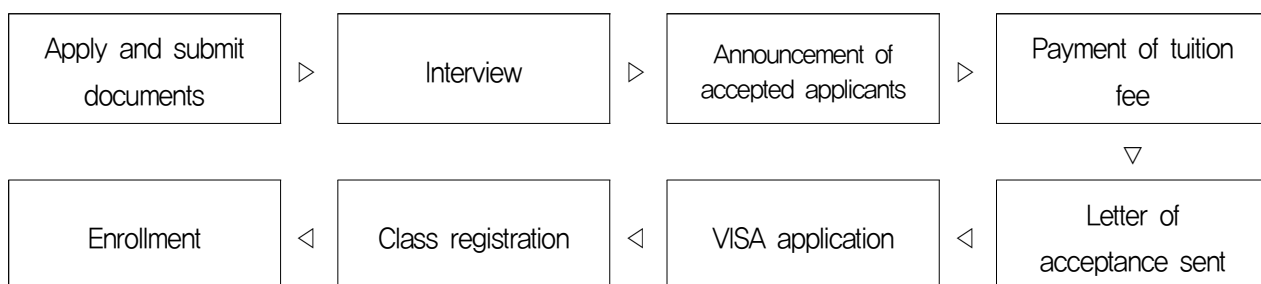 Apply and submit
documents
▷
Interview
▷
Announcement of
accepted applicants
▷
Payment of tuition
fee
▽
Letter of
acceptance sent
◁
VISA application
◁
Class registration
◁
Enrollment